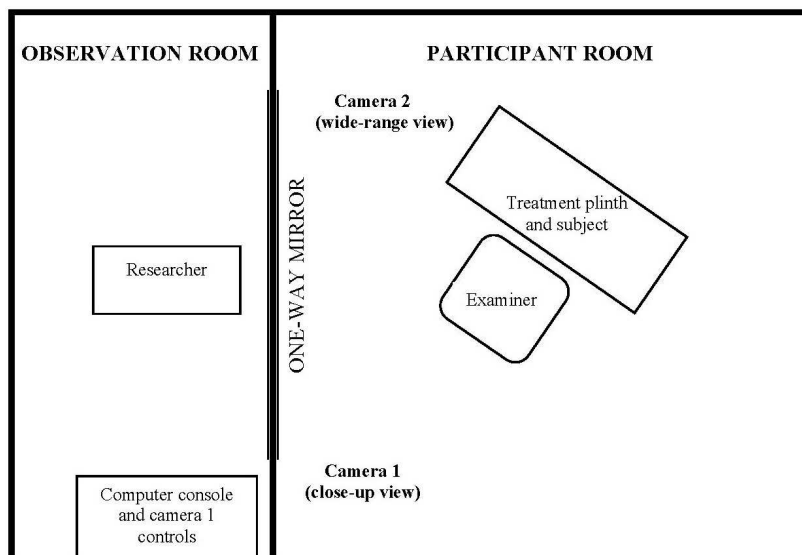 OBSERVATION ROOM
PARTICIPANT ROOM
Camera 2
(wide-range view)
Treatment plinth
and subject
ONE-WAY MIRROR
Researcher
Examiner
Camera 1
(close-up view)
Computer console
and camera 1
controls